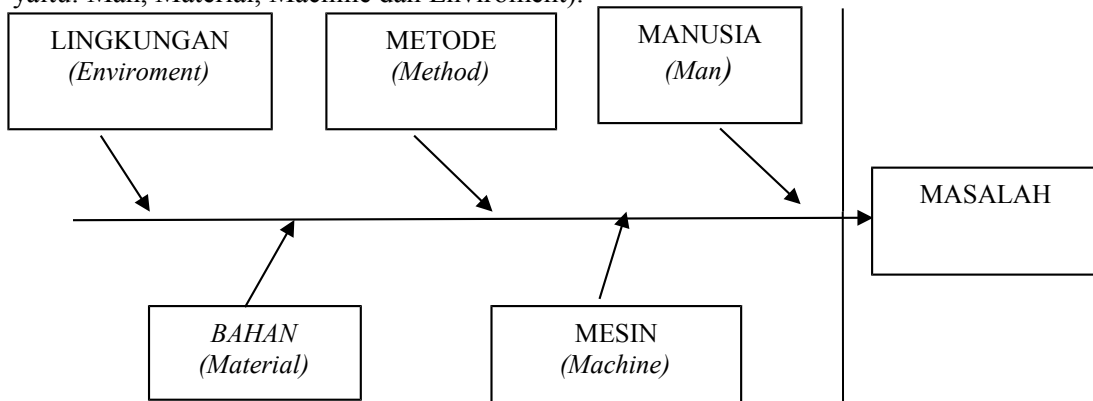 yaitu: Man, Material, Machine dan Enviroment).
LINGKUNGAN
(Enviroment)
METODE
(Method)
MANUSIA
(Man)
MASALAH
BAHAN
(Material)
MESIN
(Machine)